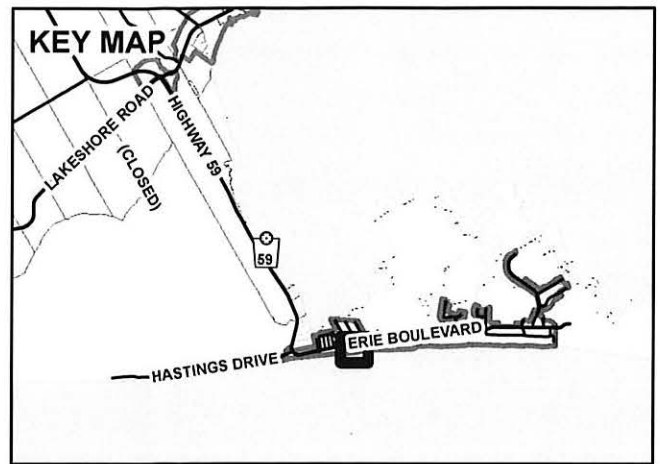 KEY MAP
LAKESHORE ROAD
(CLOSED)
HIGHWAY 59
59
ERIE BOULEVARD
HASTINGS DRIVE